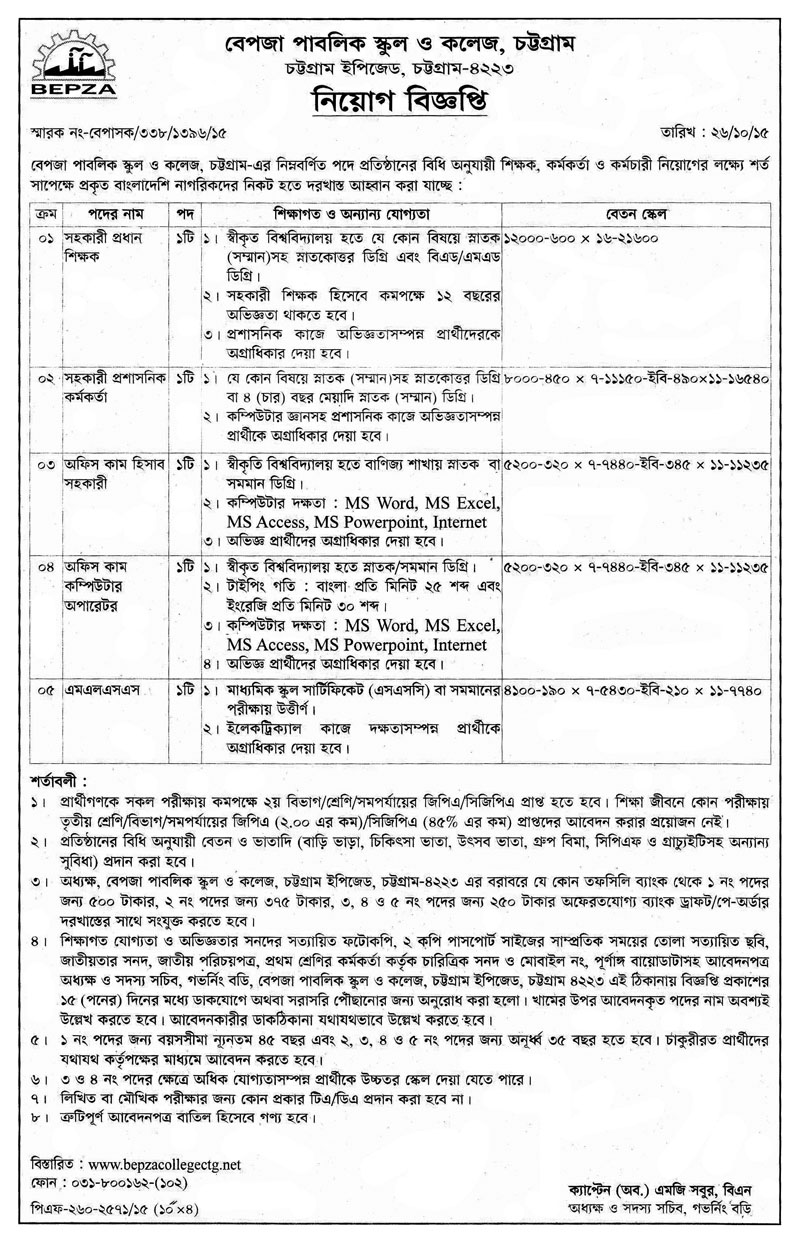 বেপজা পাবলিক স্কুল ও কলেজ, চট্টগ্রাম
চট্টগ্রাম ইপিজেড, চট্টগ্রাম-৪২২৩
BEPZA
নিয়োগ বিজ্ঞপ্তি
স্মারক নং-বেপাসক/৩৩৮/১৩৯৬/১৫
তারিখ : ২৬/১০/১৫
বেপজা পাবলিক স্কুল ও কলেজ, চট্টগ্রাম-এর নিম্নবর্ণিত পদে প্রতিষ্ঠানের বিধি অনুযায়ী শিক্ষক, কর্মকর্তা ও কর্মচারী নিয়োগের লক্ষ্যে শর্ত
সাপেক্ষে প্রকৃত বাংলাদেশি নাগরিকদের নিকট হতে দরখাস্ত আহ্বান করা যাচ্ছে :
ক্রম পদের নাম পদ শিক্ষাগত ও অন্যান্য যোগ্যতা বেতন স্কেল
০১ সহকারী প্রধান ১টি ১। স্বীকৃত বিশ্ববিদ্যালয় হতে যে কোন বিষয়ে স্নাতক ১২০০০-৬০০ × ১৬-২১৬০০
শিক্ষক (সম্মান)সহ স্নাতকোত্তর ডিগ্রি এবং বিএড/এমএড
ডিগ্রি।
২। সহকারী শিক্ষক হিসেবে কমপক্ষে ১২ বছরের
অভিজ্ঞতা থাকতে হবে।
৩। প্রশাসনিক কাজে অভিজ্ঞতাসম্পন্ন প্রার্থীদেরকে
অগ্রাধিকার দেয়া হবে।
০২ সহকারী প্রশাসনিক ১টি ১। যে কোন বিষয়ে স্নাতক (সম্মান)সহ স্নাতকোত্তর ডিগ্রি ৮০০০-৪৫০ × ৭-১১১৫০-ইবি-৪৯০×১১-১৬৫৪০
কর্মকর্তা বা ৪ (চার) বছর মেয়াদি স্নাতক (সম্মান) ডিগ্রি।
২। কম্পিউটার জ্ঞানসহ প্রশাসনিক কাজে অভিজ্ঞতাসম্পন্ন
প্রার্থীকে অগ্রাধিকার দেয়া হবে।
০৩ অফিস কাম হিসাব ১টি ১। স্বীকৃতি বিশ্ববিদ্যালয় হতে বাণিজ্য শাখায় স্নাতক বা ৫২০০-৩২০ × ৭-৭৪৪০-ইবি-৩৪৫ × ১১-১১২৩৫
সহকারী সমমান ডিগ্রি।
২। কম্পিউটার দক্ষতা : MS Word, MS Excel,
MS Access, MS Powerpoint, Internet
৩। অভিজ্ঞ প্রার্থীদের অগ্রাধিকার দেয়া হবে।
০৪ অফিস কাম ১টি ১। স্বীকৃত বিশ্ববিদ্যালয় হতে স্নাতক/সমমান ডিগ্রি। ৫২০০-৩২০ × ৭-৭৪৪০-ইবি-৩৪৫ × ১১-১১২৩৫
কম্পিউটার ২। টাইপিং গতি : বাংলা প্রতি মিনিট ২৫ শব্দ এবং
অপারেটর ইংরেজি প্রতি মিনিট ৩০ শব্দ।
৩। কম্পিউটার দক্ষতা : MS Word, MS Excel,
MS Access, MS Powerpoint, Internet
৪। অভিজ্ঞ প্রার্থীদের অগ্রাধিকার দেয়া হবে।
০৫ এমএলএসএস ১টি ১। মাধ্যমিক স্কুল সার্টিফিকেট (এসএসসি) বা সমমানের ৪১০০-১৯০ × ৭-৫৪৩০-ইবি-২১০ × ১১-৭৭৪০
পরীক্ষায় উত্তীর্ণ।
২। ইলেকট্রিক্যাল কাজে দক্ষতাসম্পন্ন প্রার্থীকে
অগ্রাধিকার দেয়া হবে।
শর্তাবলী :
১। প্রার্থীগণকে সকল পরীক্ষায় কমপক্ষে ২য় বিভাগ/শ্রেণি/সমপর্যায়ের জিপিএ/সিজিপিএ প্রাপ্ত হতে হবে। শিক্ষা জীবনে কোন পরীক্ষায়
তৃতীয় শ্রেণি/বিভাগ/সমপর্যায়ের জিপিএ (২.০০ এর কম)/সিজিপিএ (৪৫% এর কম) প্রাপ্তদের আবেদন করার প্রয়োজন নেই।
২। প্রতিষ্ঠানের বিধি অনুযায়ী বেতন ও ভাতাদি (বাড়ি ভাড়া, চিকিৎসা ভাতা, উৎসব ভাতা, গ্রুপ বিমা, সিপিএফ ও গ্রাচ্যুইটিসহ অন্যান্য
সুবিধা) প্রদান করা হবে।
৩। অধ্যক্ষ, বেপজা পাবলিক স্কুল ও কলেজ, চট্টগ্রাম ইপিজেড, চট্টগ্রাম-৪২২৩ এর বরাবরে যে কোন তফসিলি ব্যাংক থেকে ১ নং পদের
জন্য ৫০০ টাকার, ২ নং পদের জন্য ৩৭৫ টাকার, ৩, ৪ ও ৫ নং পদের জন্য ২৫০ টাকার অফেরতযোগ্য ব্যাংক ড্রাফট/পে-অর্ডার
দরখাস্তের সাথে সংযুক্ত করতে হবে।
৪। শিক্ষাগত যোগ্যতা ও অভিজ্ঞতার সনদের সত্যায়িত ফটোকপি, ২ কপি পাসপোর্ট সাইজের সাম্প্রতিক সময়ের তোলা সত্যায়িত ছবি,
জাতীয়তার সনদ, জাতীয় পরিচয়পত্র, প্রথম শ্রেণির কর্মকর্তা কর্তৃক চারিত্রিক সনদ ও মোবাইল নং, পূর্ণাঙ্গ বায়োডাটাসহ আবেদনপত্র
অধ্যক্ষ ও সদস্য সচিব, গভর্নিং বডি, বেপজা পাবলিক স্কুল ও কলেজ, চট্টগ্রাম ইপিজেড, চট্টগ্রাম ৪২২৩ এই ঠিকানায় বিজ্ঞপ্তি প্রকাশের
১৫ (পনের) দিনের মধ্যে ডাকযোগে অথবা সরাসরি পৌঁছানোর জন্য অনুরোধ করা হলো। খামের উপর আবেদনকৃত পদের নাম অবশ্যই
উল্লেখ করতে হবে। আবেদনকারীর ডাকঠিকানা যথাযথভাবে উল্লেখ করতে হবে।
৫। ১ নং পদের জন্য বয়সসীমা ন্যূনতম ৪৫ বছর এবং ২, ৩, ৪ ও ৫ নং পদের জন্য অনূর্ধ্ব ৩৫ বছর হতে হবে। চাকুরীরত প্রার্থীদের
যথাযথ কর্তৃপক্ষের মাধ্যমে আবেদন করতে হবে।
৬। ৩ ও ৪ নং পদের ক্ষেত্রে অধিক যোগ্যতাসম্পন্ন প্রার্থীকে উচ্চতর স্কেল দেয়া যেতে পারে।
৭। লিখিত বা মৌখিক পরীক্ষার জন্য কোন প্রকার টিএ/ডিএ প্রদান করা হবে না।
৮। ত্রুটিপূর্ণ আবেদনপত্র বাতিল হিসেবে গণ্য হবে।
বিস্তারিত : www.bepzacollegectg.net
ফোন : ০৩১-৮০০১৬২-(১০২)
ক্যাপ্টেন (অব.) এমজি সবুর, বিএন
পিএফ-২৬০-২৫৭১/১৫ (১০˝×৪)
অধ্যক্ষ ও সদস্য সচিব, গভর্নিং বডি